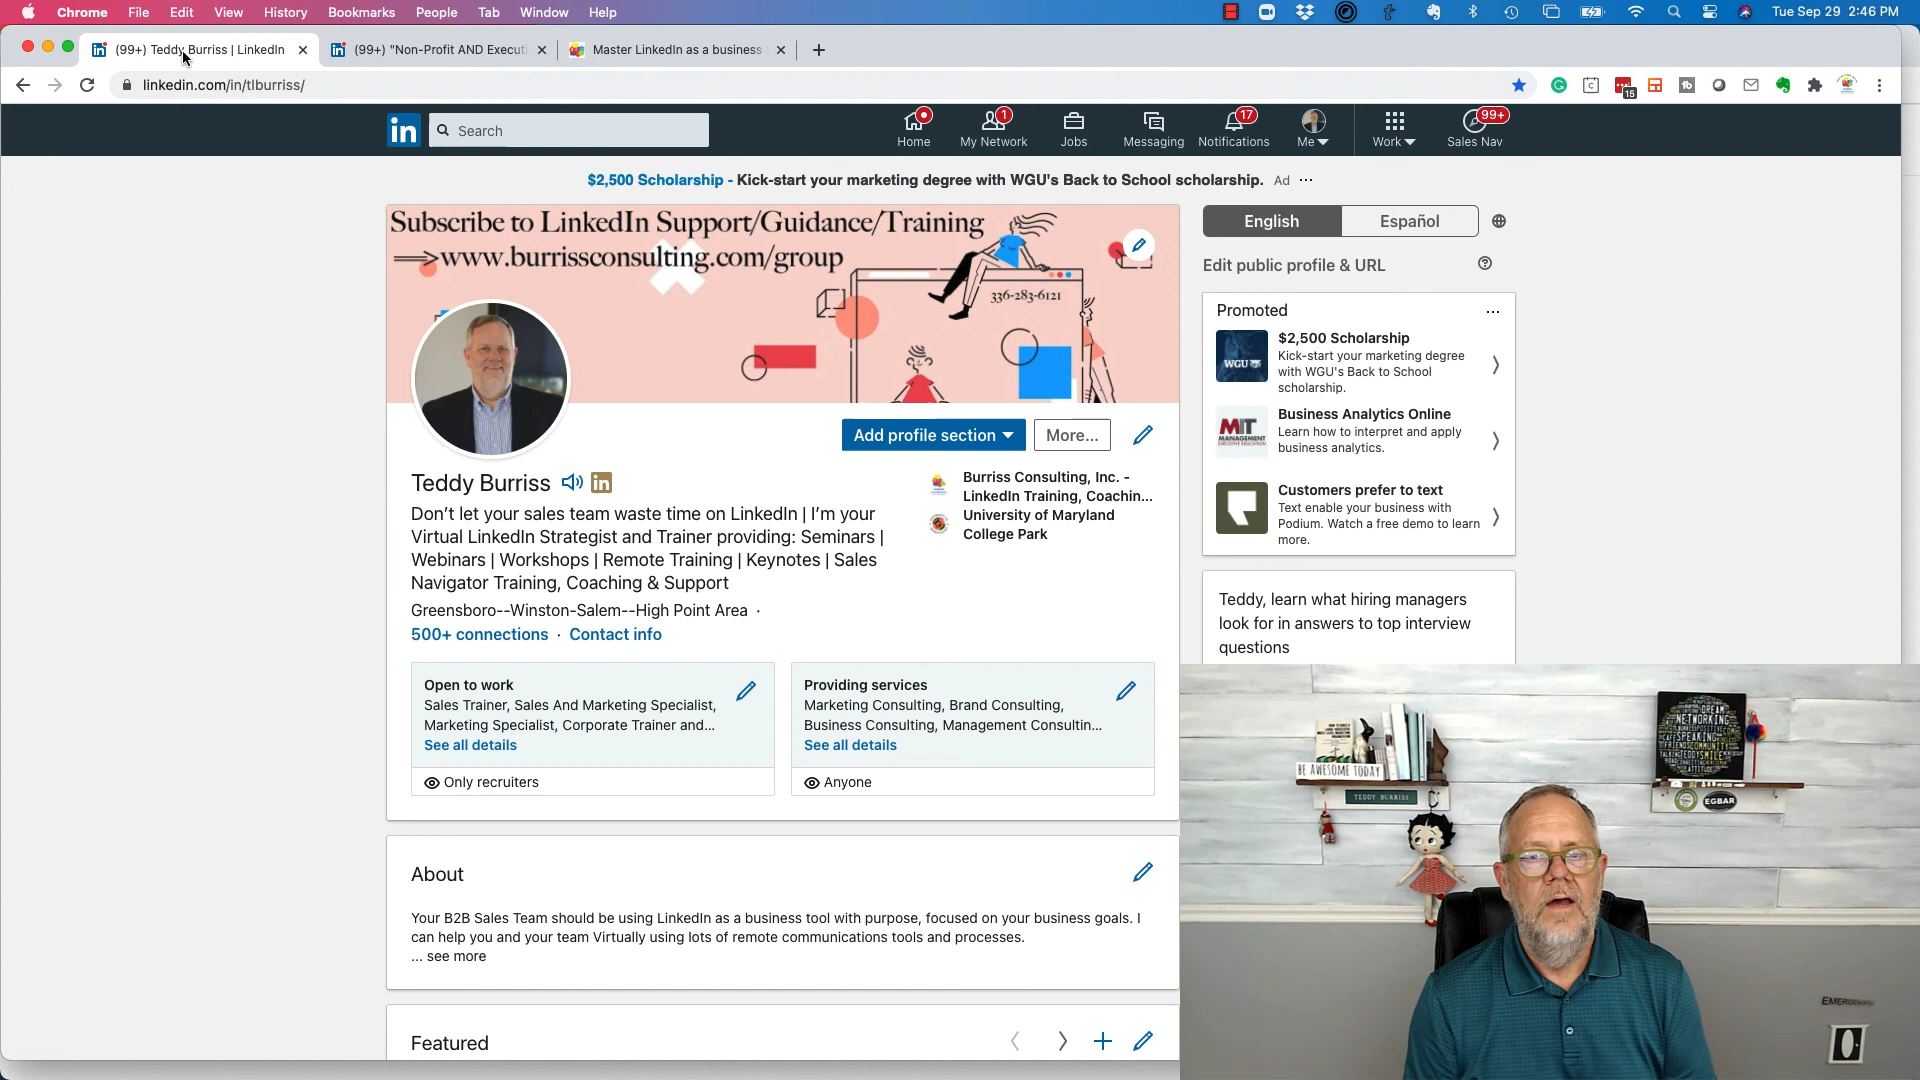 Chrome File Edit View History Bookmarks People Tab Window Help
Tue Sep 29 2:46 PM
(99+) Teddy Burriss | LinkedIn
(99+) "Non-Profit AND Executi
Master LinkedIn as a business
linkedin.com/in/tlburriss/
15
in
Search
Home
1
My Network
Jobs
Messaging
17
Notifications
Me
Work
99+
Sales Nav
$2,500 Scholarship - Kick-start your marketing degree with WGU's Back to School scholarship. Ad ...
Subscribe to LinkedIn Support/Guidance/Training
www.burrissconsulting.com/group
336-283-6121
Add profile section
More...
Teddy Burriss
in
Don’t let your sales team waste time on LinkedIn | I’m your
Virtual LinkedIn Strategist and Trainer providing: Seminars |
Webinars | Workshops | Remote Training | Keynotes | Sales
Navigator Training, Coaching & Support
Greensboro--Winston-Salem--High Point Area ·
500+ connections · Contact info
Burriss Consulting, Inc. -
LinkedIn Training, Coachin...
University of Maryland
College Park
Open to work
Sales Trainer, Sales And Marketing Specialist,
Marketing Specialist, Corporate Trainer and...
See all details
Only recruiters
Providing services
Marketing Consulting, Brand Consulting,
Business Consulting, Management Consultin...
See all details
Anyone
About
Your B2B Sales Team should be using LinkedIn as a business tool with purpose, focused on your business goals. I
can help you and your team Virtually using lots of remote communications tools and processes.
... see more
Featured
English
Español
Edit public profile & URL
Promoted
WGU
$2,500 Scholarship
Kick-start your marketing degree
with WGU's Back to School
scholarship.
MIT
MANAGEMENT
Business Analytics Online
Learn how to interpret and apply
business analytics.
Customers prefer to text
Text enable your business with
Podium. Watch a free demo to learn
more.
Teddy, learn what hiring managers
look for in answers to top interview
questions
BE AWESOME TODAY
TEDDY BURRISS
DREAM
NETWORKING
SPEAKING
EGBAR